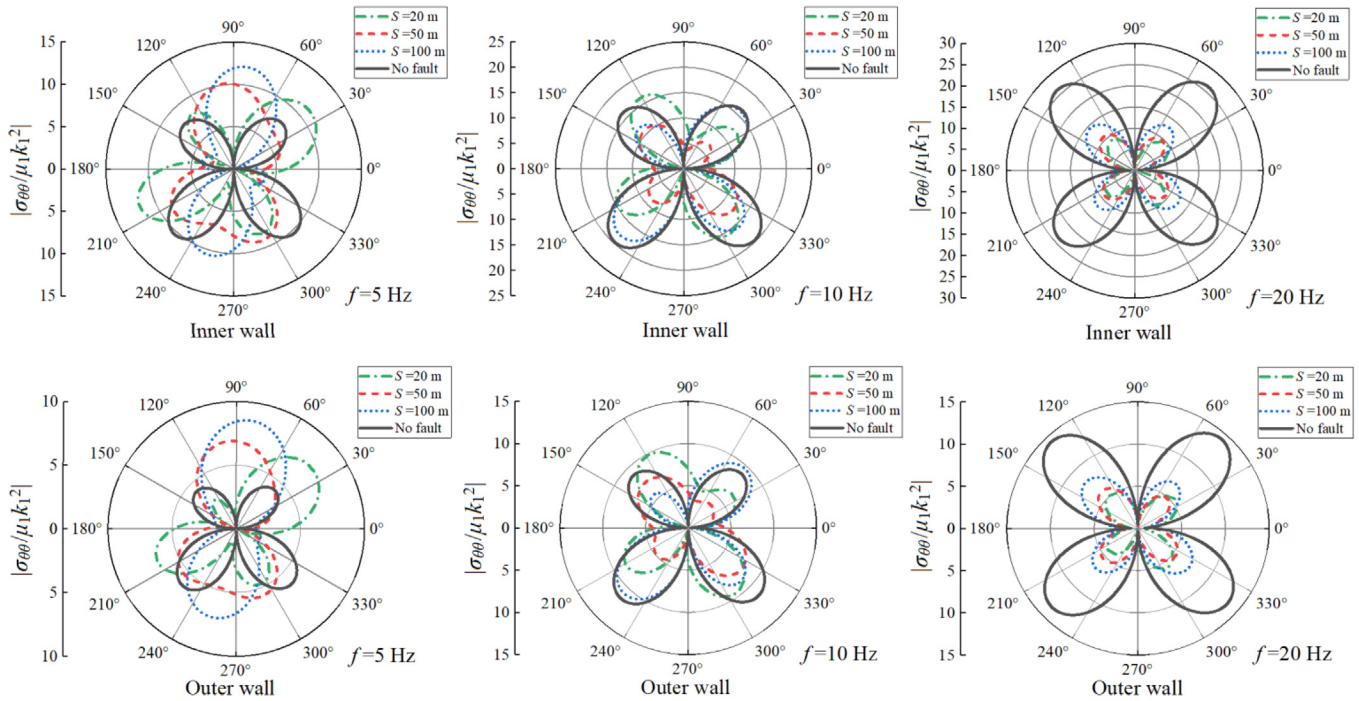 S=20 m
S=50 m
S=100 m
No fault
|σθθ/μ1k1²|
15
10
5
0
5
10
15
90°
60°
30°
0°
330°
300°
270°
240°
210°
180°
150°
120°
f=5 Hz
Inner wall
S=20 m
S=50 m
S=100 m
No fault
|σθθ/μ1k1²|
25
20
15
10
5
0
5
10
15
20
25
90°
60°
30°
0°
330°
300°
270°
240°
210°
180°
150°
120°
f=10 Hz
Inner wall
S=20 m
S=50 m
S=100 m
No fault
|σθθ/μ1k1²|
30
25
20
15
10
5
0
5
10
15
20
25
30
90°
60°
30°
0°
330°
300°
270°
240°
210°
180°
150°
120°
f=20 Hz
Inner wall
S=20 m
S=50 m
S=100 m
No fault
|σθθ/μ1k1²|
10
5
0
5
10
90°
60°
30°
0°
330°
300°
270°
240°
210°
180°
150°
120°
f=5 Hz
Outer wall
S=20 m
S=50 m
S=100 m
No fault
|σθθ/μ1k1²|
15
10
5
0
5
10
15
90°
60°
30°
0°
330°
300°
270°
240°
210°
180°
150°
120°
f=10 Hz
Outer wall
S=20 m
S=50 m
S=100 m
No fault
|σθθ/μ1k1²|
15
10
5
0
5
10
15
90°
60°
30°
0°
330°
300°
270°
240°
210°
180°
150°
120°
f=20 Hz
Outer wall